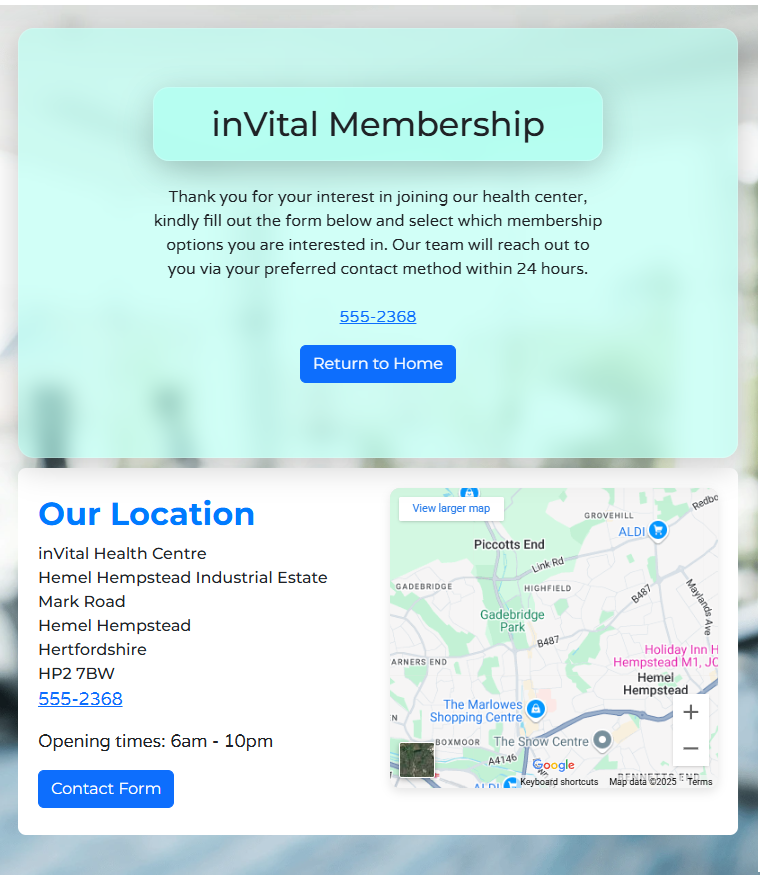 inVital Membership
Thank you for your interest in joining our health center,
kindly fill out the form below and select which membership
options you are interested in. Our team will reach out to
you via your preferred contact method within 24 hours.
555-2368
Return to Home
Our Location
inVital Health Centre
Hemel Hempstead Industrial Estate
Mark Road
Hemel Hempstead
Hertfordshire
HP2 7BW
555-2368
Opening times: 6am - 10pm
Contact Form
View larger map
GROVEHILL
ALDI
Piccotts End
Link Rd
GADEBRIDGE
HIGHFIELD
B487
Maylands Ave
Gadebridge
Park
B487
ARNERS END
Holiday Inn H
Hempstead M1, JC
Hemel
Hempstead
The Marlowes
Shopping Centre
BOXMOOR
The Snow Centre
A4146
Google
BENNETTS END
ALDI
Keyboard shortcuts
Map data ©2025
Terms